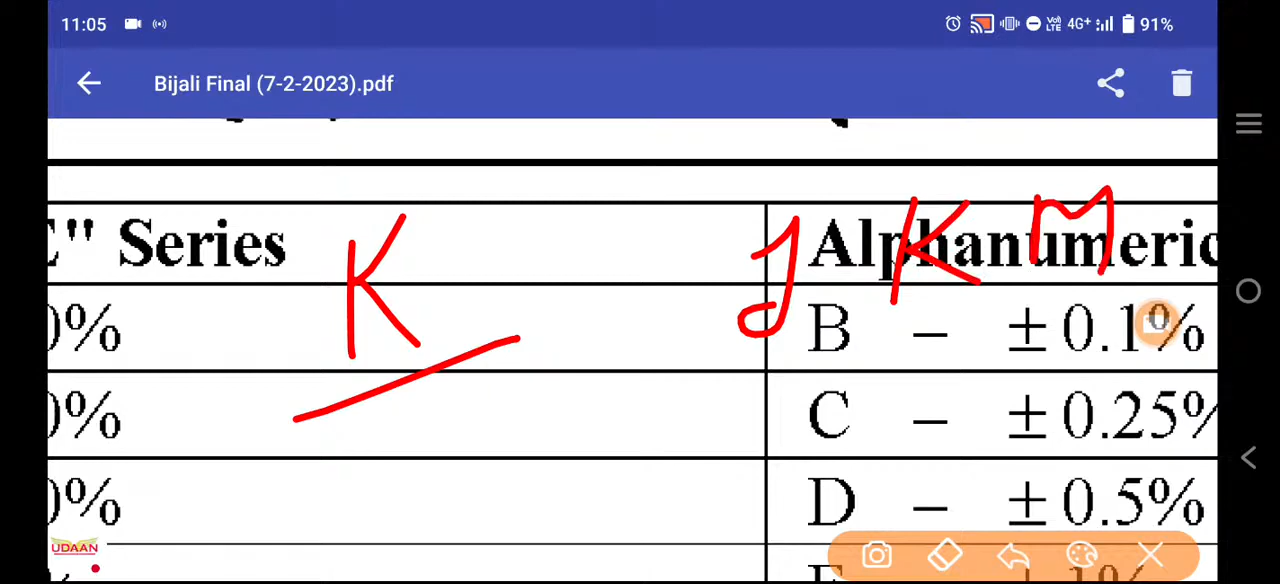 11:05 4G+ 91%
Bijali Final (7-2-2023).pdf
" Series Alphanumeric
K J K M
0% B – ± 0.1%
0% C – ± 0.25%
0% D – ± 0.5%
UDAAN